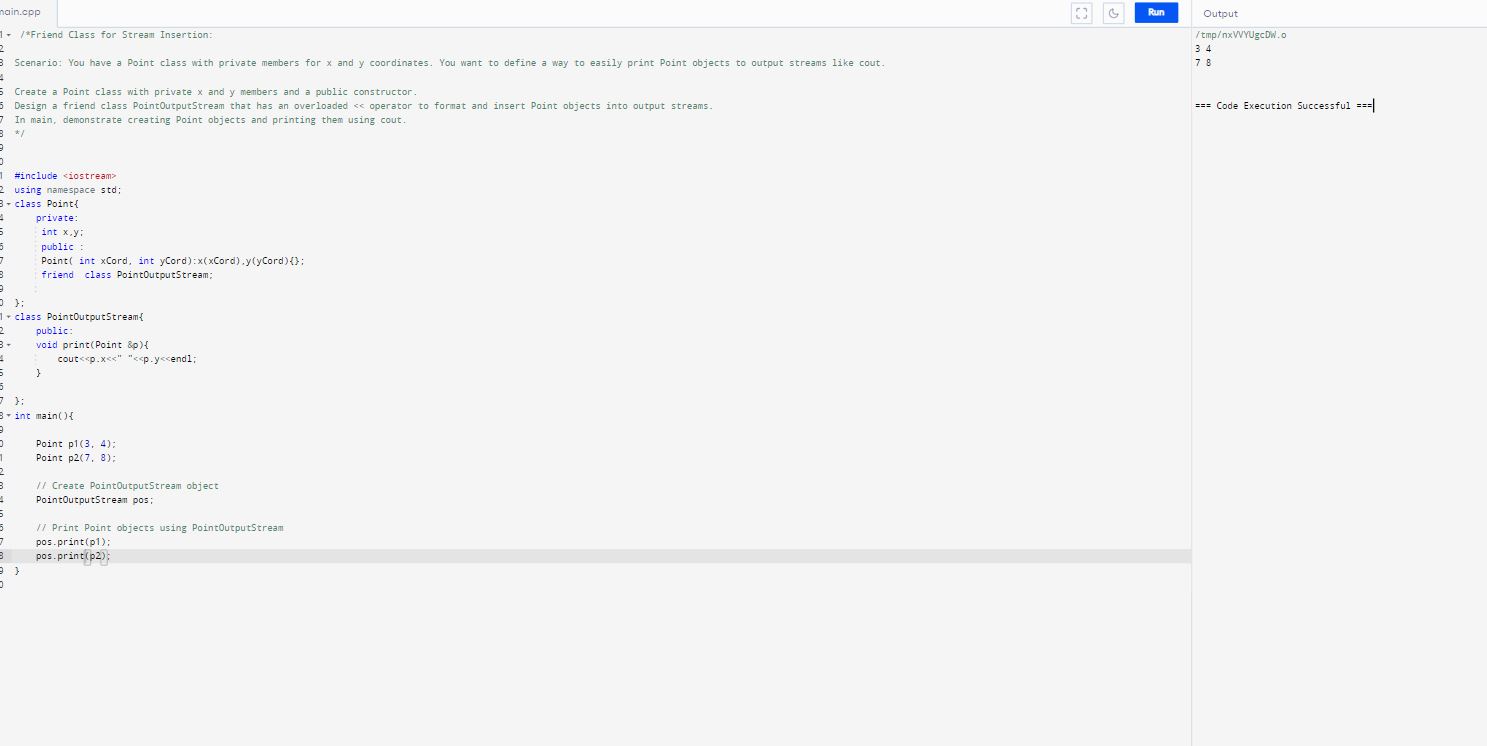 main.cpp
Run
Output
1 /*Friend Class for Stream Insertion:
2
3 Scenario: You have a Point class with private members for x and y coordinates. You want to define a way to easily print Point objects to output streams like cout.
4
5 Create a Point class with private x and y members and a public constructor.
6 Design a friend class PointOutputStream that has an overloaded << operator to format and insert Point objects into output streams.
7 In main, demonstrate creating Point objects and printing them using cout.
8 */
9
0
1 #include <iostream>
2 using namespace std;
3 class Point{
4 private:
5 int x,y;
6 public :
7 Point( int xCord, int yCord):x(xCord),y(yCord){};
8 friend  class PointOutputStream;
9
0 };
1 class PointOutputStream{
2 public:
3 void print(Point &p){
4 cout<<p.x<<" "<<p.y<<endl;
5 }
6
7 };
8 int main(){
9
0 Point p1(3, 4);
1 Point p2(7, 8);
2
3 // Create PointOutputStream object
4 PointOutputStream pos;
5
6 // Print Point objects using PointOutputStream
7 pos.print(p1);
8 pos.print(p2);
9 }
0
/tmp/nxVVYUgcDW.o
3 4
7 8
=== Code Execution Successful ===